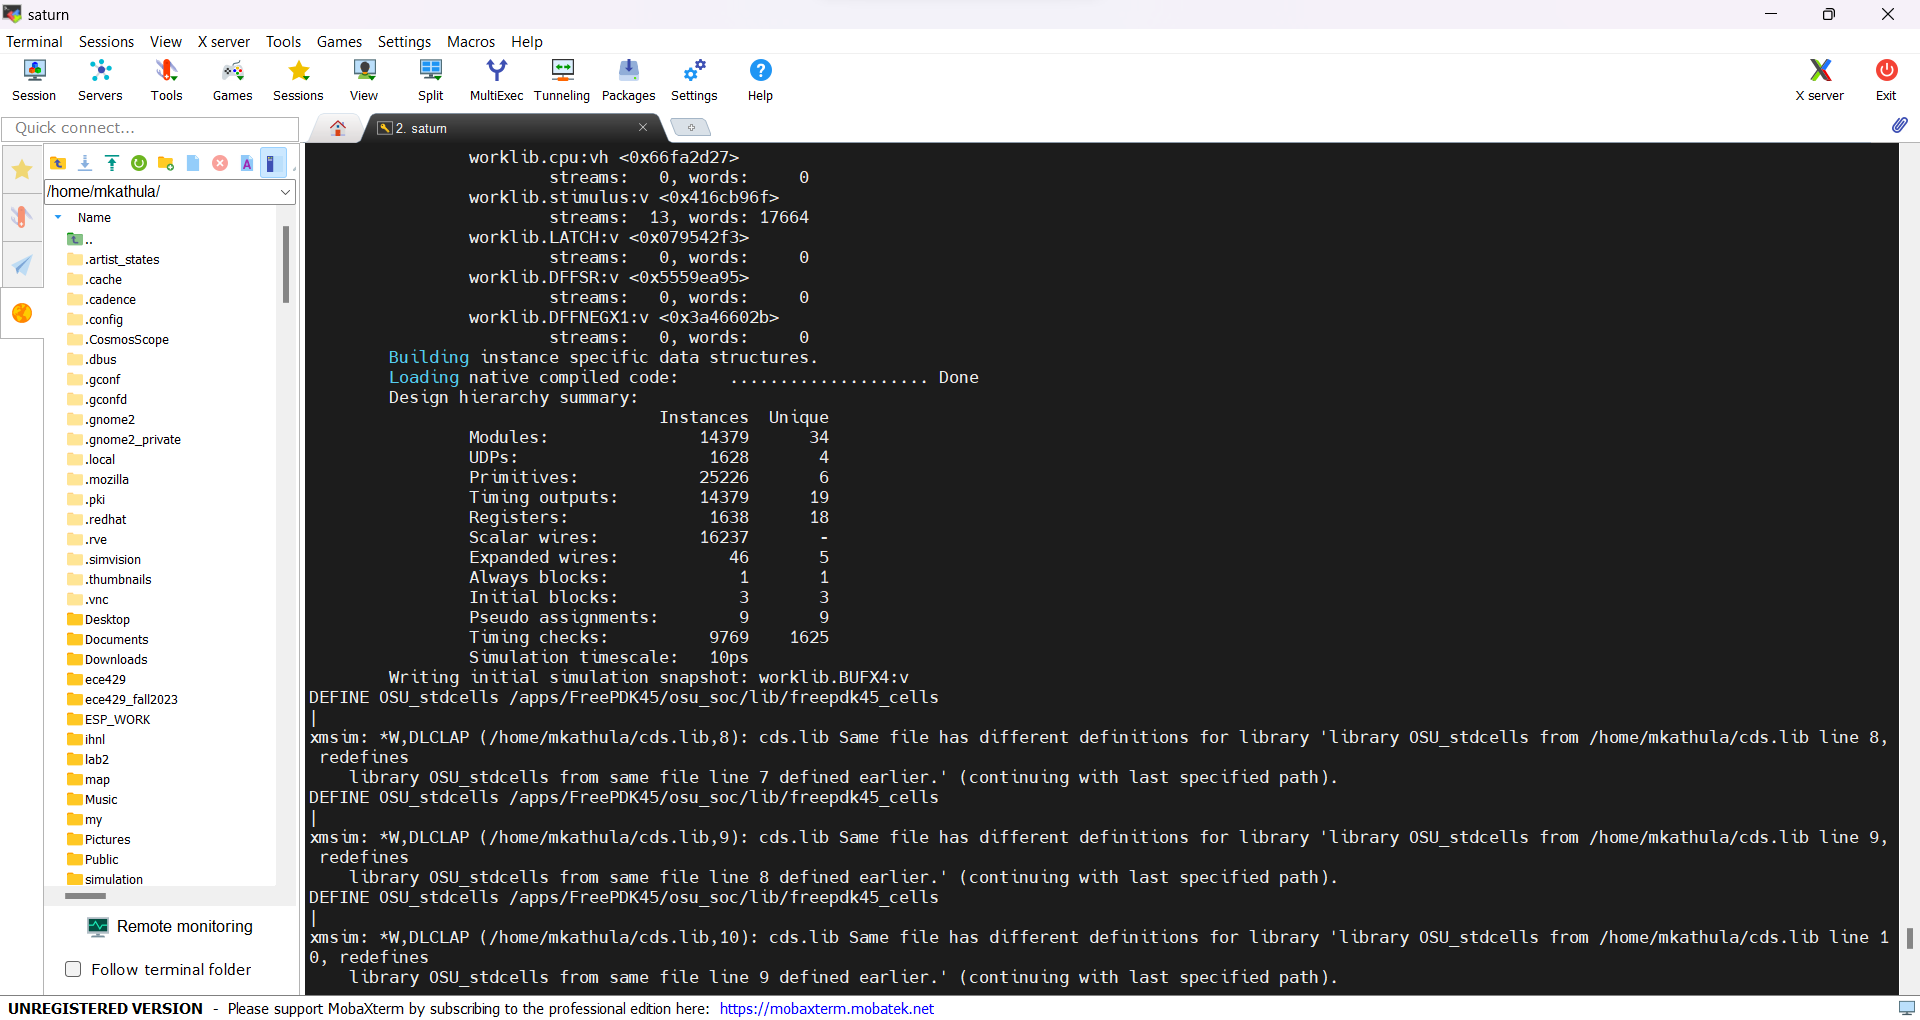 saturn
Terminal Sessions View X server Tools Games Settings Macros Help
Session Servers Tools Games Sessions View Split MultiExec Tunneling Packages Settings Help X server Exit
Quick connect...
2. saturn
/home/mkathula/
Name
..
.artist_states
.cache
.cadence
.config
.CosmosScope
.dbus
.gconf
.gconfd
.gnome2
.gnome2_private
.local
.mozilla
.pki
.redhat
.rve
.simvision
.thumbnails
.vnc
Desktop
Documents
Downloads
ece429
ece429_fall2023
ESP_WORK
ihnl
lab2
map
Music
my
Pictures
Public
simulation
Remote monitoring
Follow terminal folder
worklib.cpu:vh <0x66fa2d27>
streams:   0, words:     0
worklib.stimulus:v <0x416cb96f>
streams:  13, words: 17664
worklib.LATCH:v <0x079542f3>
streams:   0, words:     0
worklib.DFFSR:v <0x5559ea95>
streams:   0, words:     0
worklib.DFFNEGX1:v <0x3a46602b>
streams:   0, words:     0
Building instance specific data structures.
Loading native compiled code:     .................... Done
Design hierarchy summary:
Instances  Unique
Modules:               14379      34
UDPs:                   1628       4
Primitives:            25226       6
Timing outputs:        14379      19
Registers:              1638      18
Scalar wires:          16237       -
Expanded wires:           46       5
Always blocks:             1       1
Initial blocks:            3       3
Pseudo assignments:        9       9
Timing checks:          9769    1625
Simulation timescale:   10ps
Writing initial simulation snapshot: worklib.BUFX4:v
DEFINE OSU_stdcells /apps/FreePDK45/osu_soc/lib/freepdk45_cells
|
xmsim: *W,DLCLAP (/home/mkathula/cds.lib,8): cds.lib Same file has different definitions for library 'library OSU_stdcells from /home/mkathula/cds.lib line 8,
redefines
library OSU_stdcells from same file line 7 defined earlier.' (continuing with last specified path).
DEFINE OSU_stdcells /apps/FreePDK45/osu_soc/lib/freepdk45_cells
|
xmsim: *W,DLCLAP (/home/mkathula/cds.lib,9): cds.lib Same file has different definitions for library 'library OSU_stdcells from /home/mkathula/cds.lib line 9,
redefines
library OSU_stdcells from same file line 8 defined earlier.' (continuing with last specified path).
DEFINE OSU_stdcells /apps/FreePDK45/osu_soc/lib/freepdk45_cells
|
xmsim: *W,DLCLAP (/home/mkathula/cds.lib,10): cds.lib Same file has different definitions for library 'library OSU_stdcells from /home/mkathula/cds.lib line 1
0, redefines
library OSU_stdcells from same file line 9 defined earlier.' (continuing with last specified path).
UNREGISTERED VERSION - Please support MobaXterm by subscribing to the professional edition here: https://mobaxterm.mobatek.net